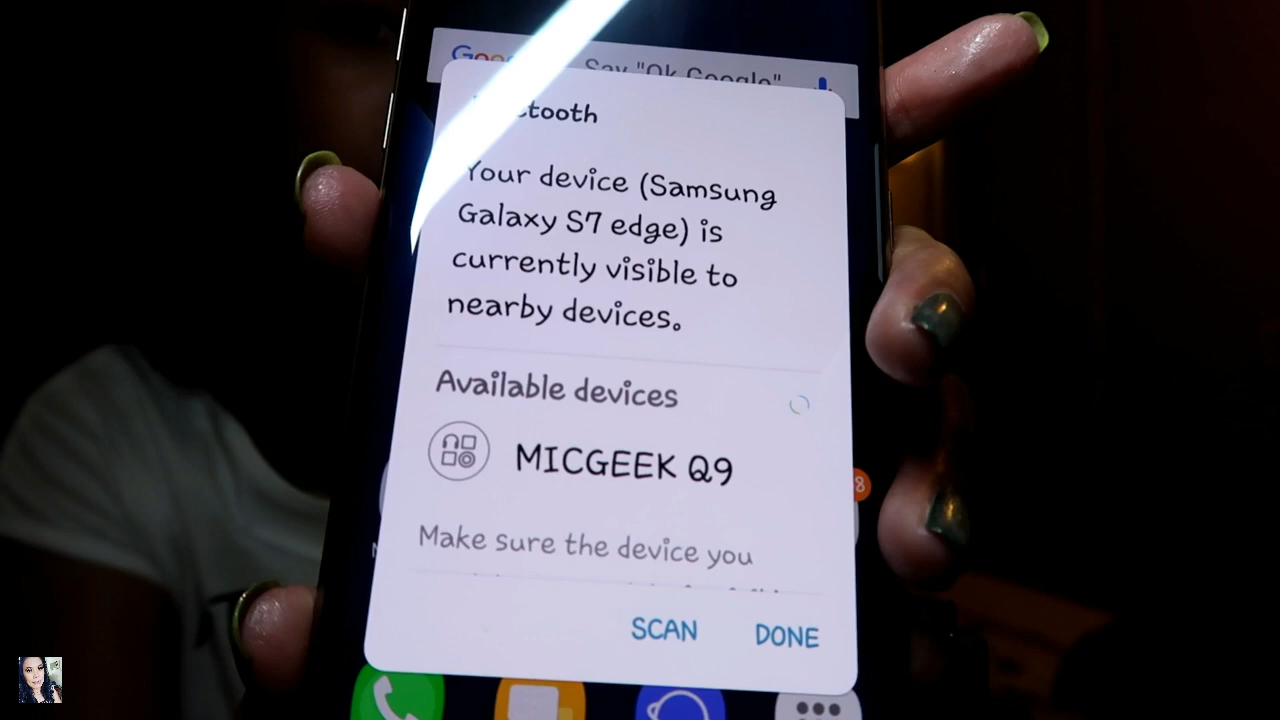 Say "Ok Google"
Your device (Samsung
Galaxy S7 edge) is
currently visible to
nearby devices.
Available devices
MICGEEK Q9
8
Make sure the device you
SCAN
DONE